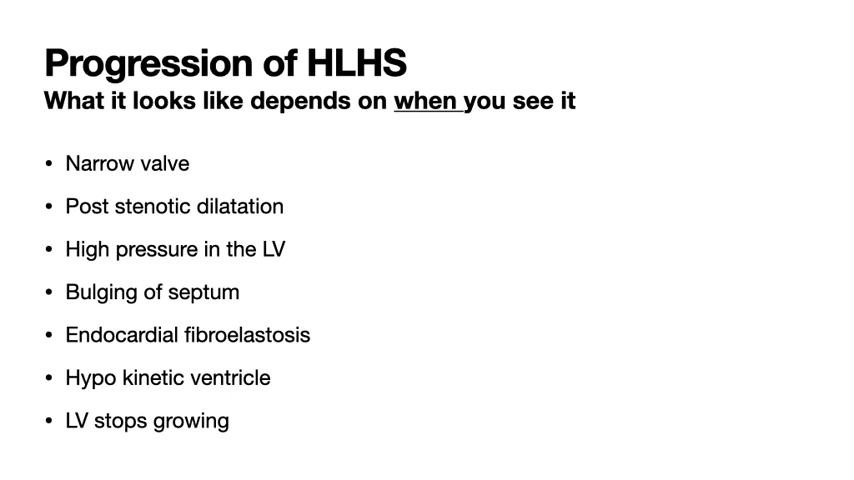 Progression of HLHS
What it looks like depends on when you see it
• Narrow valve
• Post stenotic dilatation
• High pressure in the LV
• Bulging of septum
• Endocardial fibroelastosis
• Hypo kinetic ventricle
• LV stops growing